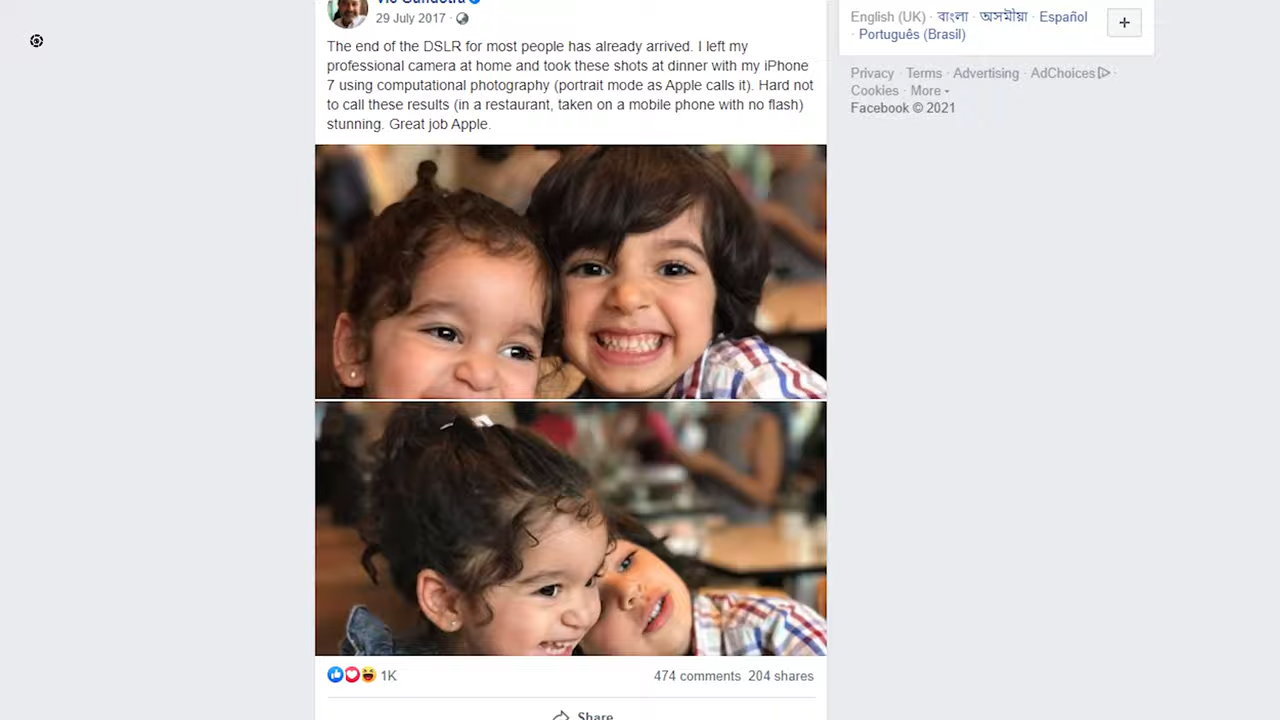 29 July 2017 ·
The end of the DSLR for most people has already arrived. I left my
professional camera at home and took these shots at dinner with my iPhone
7 using computational photography (portrait mode as Apple calls it). Hard not
to call these results (in a restaurant, taken on a mobile phone with no flash)
stunning. Great job Apple.
1K
474 comments 204 shares
Share
English (UK) · বাংলা · অসমীয়া · Español
· Português (Brasil)
+
Privacy · Terms · Advertising · AdChoices ·
Cookies · More
Facebook © 2021